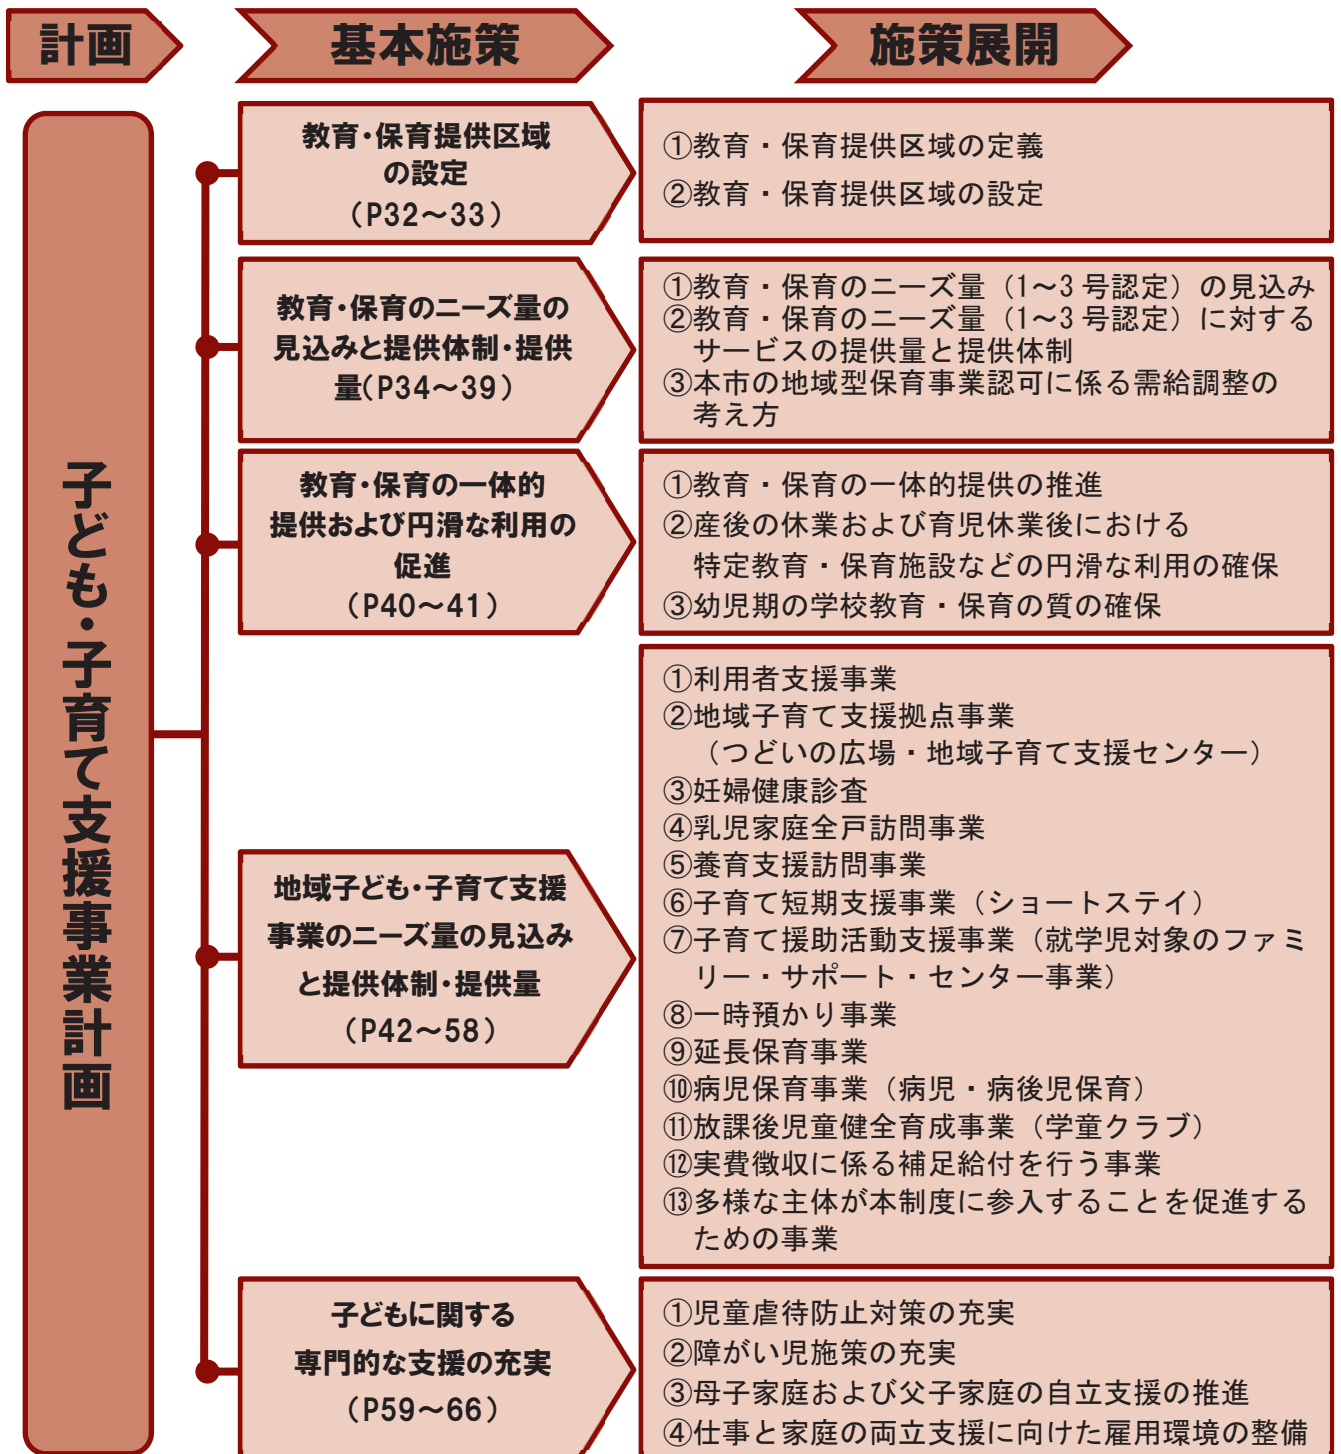 計画
基本施策
施策展開
子ども・子育て支援事業計画
教育・保育提供区域
の設定
（P32～33）
①教育・保育提供区域の定義
②教育・保育提供区域の設定
教育・保育のニーズ量の
見込みと提供体制・提供
量（P34～39）
①教育・保育のニーズ量（1～3号認定）の見込み
②教育・保育のニーズ量（1～3号認定）に対する
サービスの提供量と提供体制
③本市の地域型保育事業認可に係る需給調整の
考え方
教育・保育の一体的
提供および円滑な利用の
促進
（P40～41）
①教育・保育の一体的提供の推進
②産後の休業および育児休業後における
特定教育・保育施設などの円滑な利用の確保
③幼児期の学校教育・保育の質の確保
地域子ども・子育て支援
事業のニーズ量の見込み
と提供体制・提供量
（P42～58）
①利用者支援事業
②地域子育て支援拠点事業
（つどいの広場・地域子育て支援センター）
③妊婦健康診査
④乳児家庭全戸訪問事業
⑤養育支援訪問事業
⑥子育て短期支援事業（ショートステイ）
⑦子育て援助活動支援事業（就学児対象のファミ
リー・サポート・センター事業）
⑧一時預かり事業
⑨延長保育事業
⑩病児保育事業（病児・病後児保育）
⑪放課後児童健全育成事業（学童クラブ）
⑫実費徴収に係る補足給付を行う事業
⑬多様な主体が本制度に参入することを促進する
ための事業
子どもに関する
専門的な支援の充実
（P59～66）
①児童虐待防止対策の充実
②障がい児施策の充実
③母子家庭および父子家庭の自立支援の推進
④仕事と家庭の両立支援に向けた雇用環境の整備